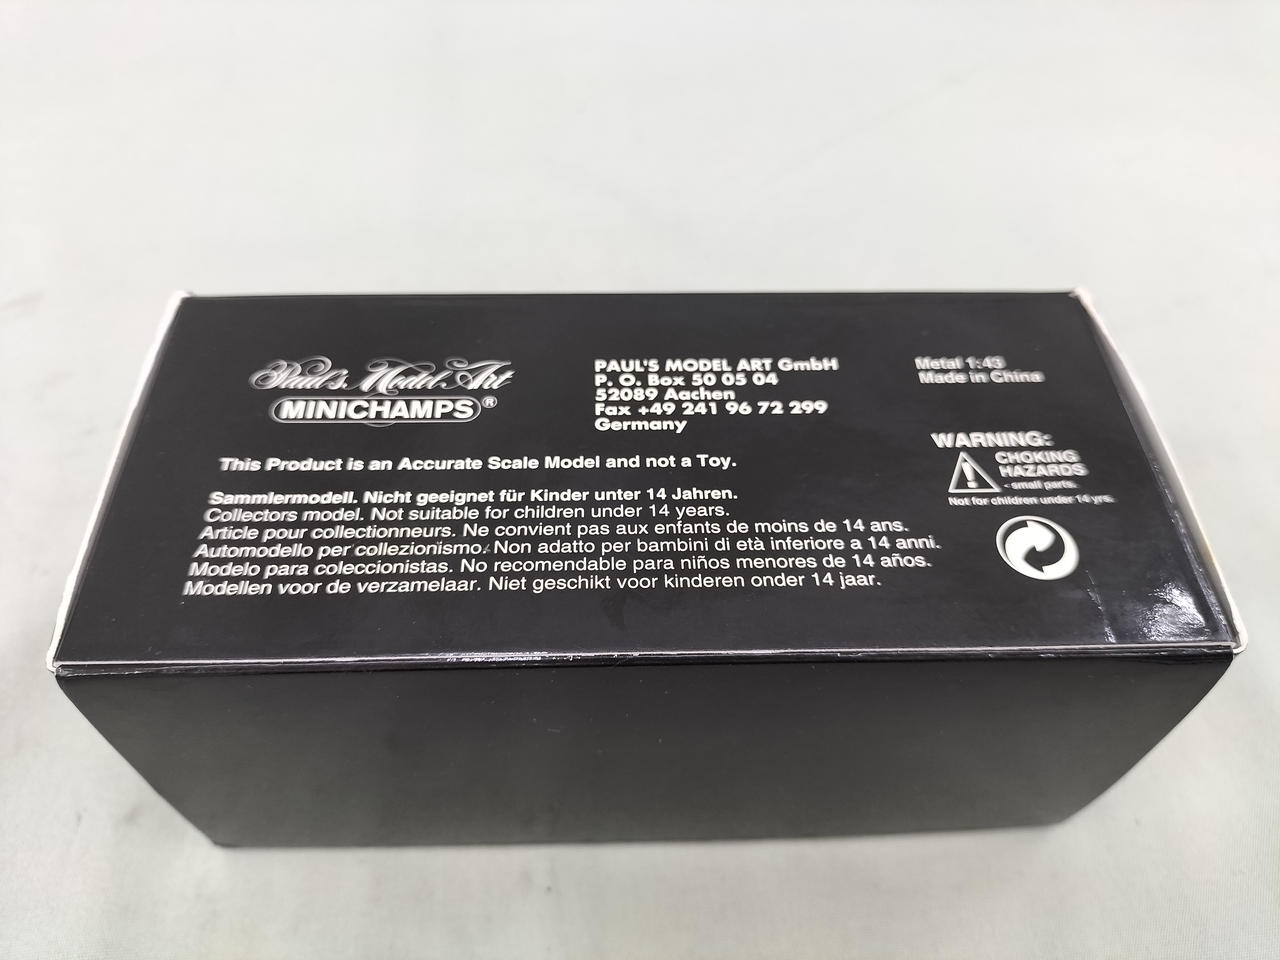 Paul's Model Art
MINICHAMPS®
PAUL'S MODEL ART GmbH
P. O. Box 50 05 04
52089 Aachen
Fax +49 241 96 72 299
Germany
Metal 1:43
Made in China
WARNING:
CHOKING
HAZARDS
- small parts.
Not for children under 14 yrs.
This Product is an Accurate Scale Model and not a Toy.
Sammlermodell. Nicht geeignet für Kinder unter 14 Jahren.
Collectors model. Not suitable for children under 14 years.
Article pour collectionneurs. Ne convient pas aux enfants de moins de 14 ans.
Automodello per collezionismo. Non adatto per bambini di età inferiore a 14 anni.
Modelo para coleccionistas. No recomendable para niños menores de 14 años.
Modellen voor de verzamelaar. Niet geschikt voor kinderen onder 14 jaar.